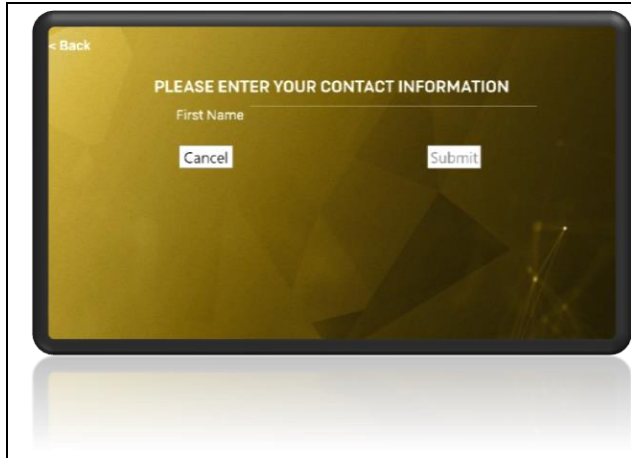 < Back
PLEASE ENTER YOUR CONTACT INFORMATION
First Name
Cancel Submit